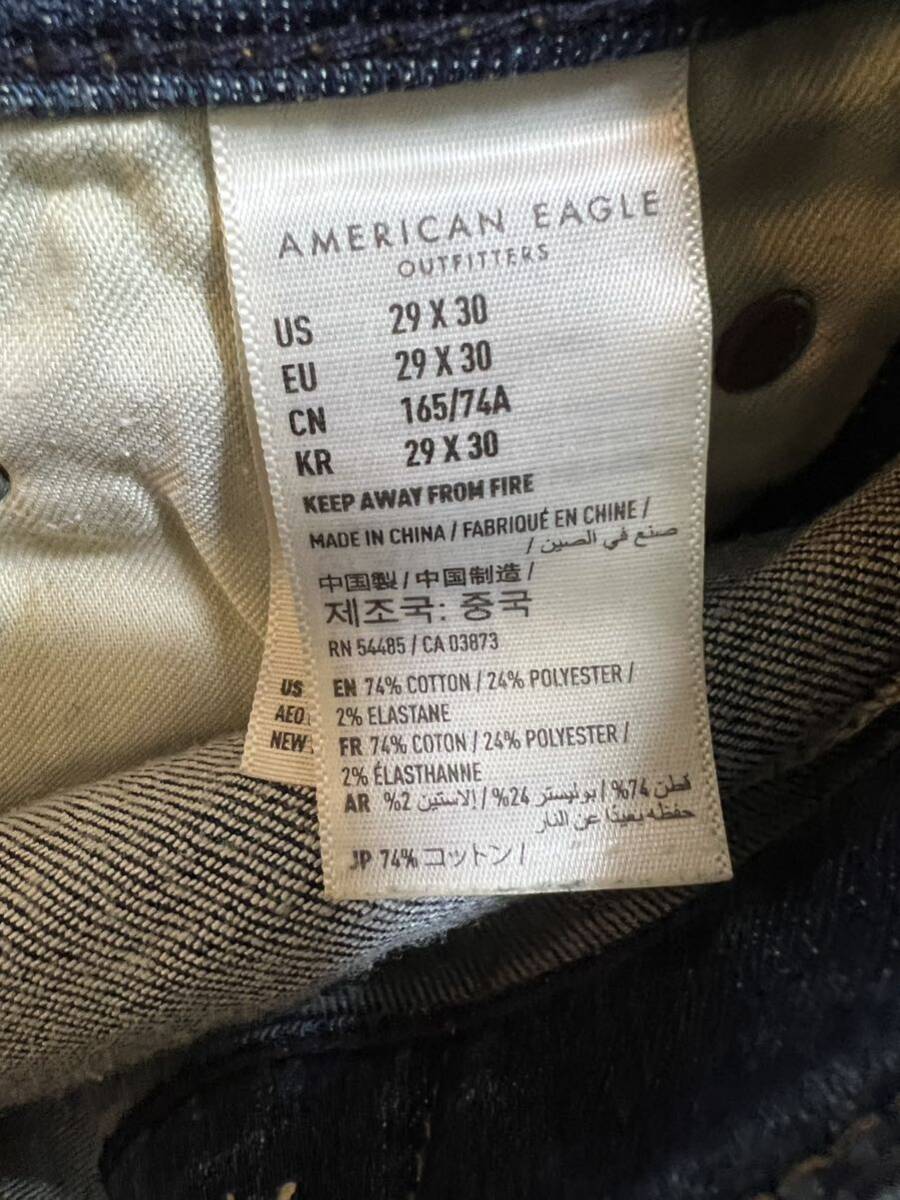 AMERICAN EAGLE
OUTFITTERS
US 29 X 30
EU 29 X 30
CN 165/74A
KR 29 X 30
KEEP AWAY FROM FIRE
MADE IN CHINA / FABRIQUÉ EN CHINE /
صنع في الصين /
中国製 / 中国制造 /
제조국: 중국
RN 54485 / CA 03873
EN 74% COTTON / 24% POLYESTER /
2% ELASTANE
FR 74% COTON / 24% POLYESTER /
2% ÉLASTHANNE
AR قطن 74% / بوليستر 24% / إلاستين 2%
حفظه بعيدًا عن النار
JP 74% コットン /
US
AEO
NEW